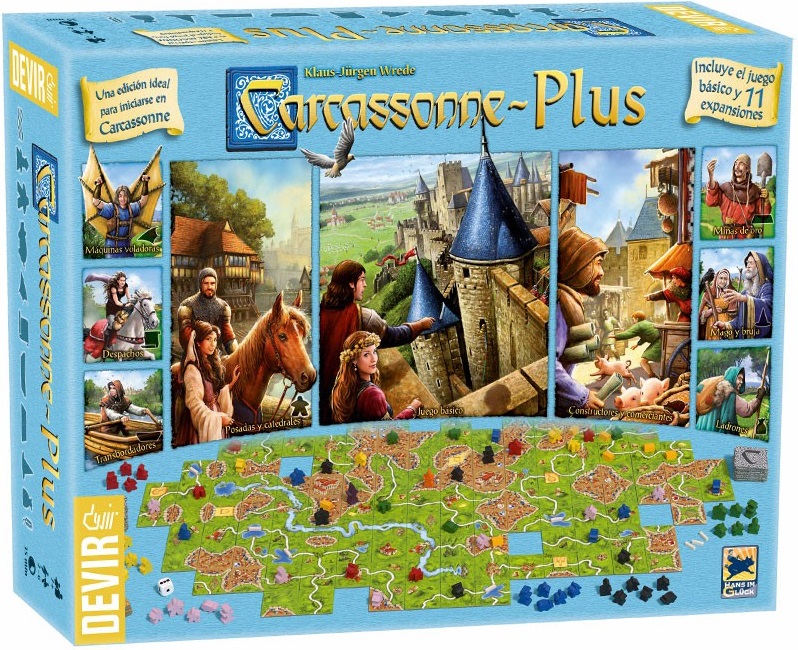 Carcassonne-Plus
DEVIR
Klaus-Jürgen Wrede
Carcassonne-Plus
Una edición ideal
para iniciarse en
Carcassonne
Incluye el juego
básico y 11
expansiones
Máquinas voladoras
Despachos
Transbordadores
Posadas y catedrales
Juego básico
Constructores y comerciantes
Minas de oro
Mago y bruja
Ladrones
Carcassonne-Plus
DEVIR
HANS IM
GLÜCK